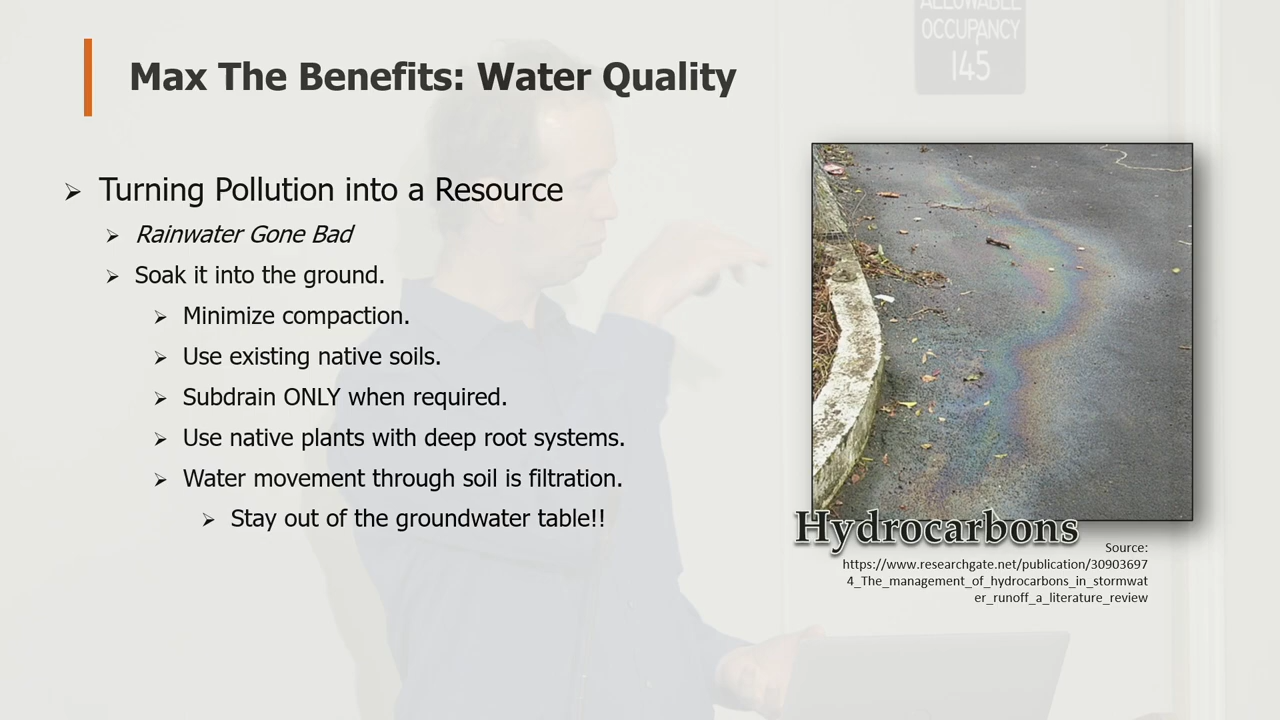 ALLOWABLE
OCCUPANCY
145
Max The Benefits: Water Quality
Turning Pollution into a Resource
Rainwater Gone Bad
Soak it into the ground.
Minimize compaction.
Use existing native soils.
Subdrain ONLY when required.
Use native plants with deep root systems.
Water movement through soil is filtration.
Stay out of the groundwater table!!
Hydrocarbons
Source:
https://www.researchgate.net/publication/30903697
4_The_management_of_hydrocarbons_in_stormwat
er_runoff_a_literature_review